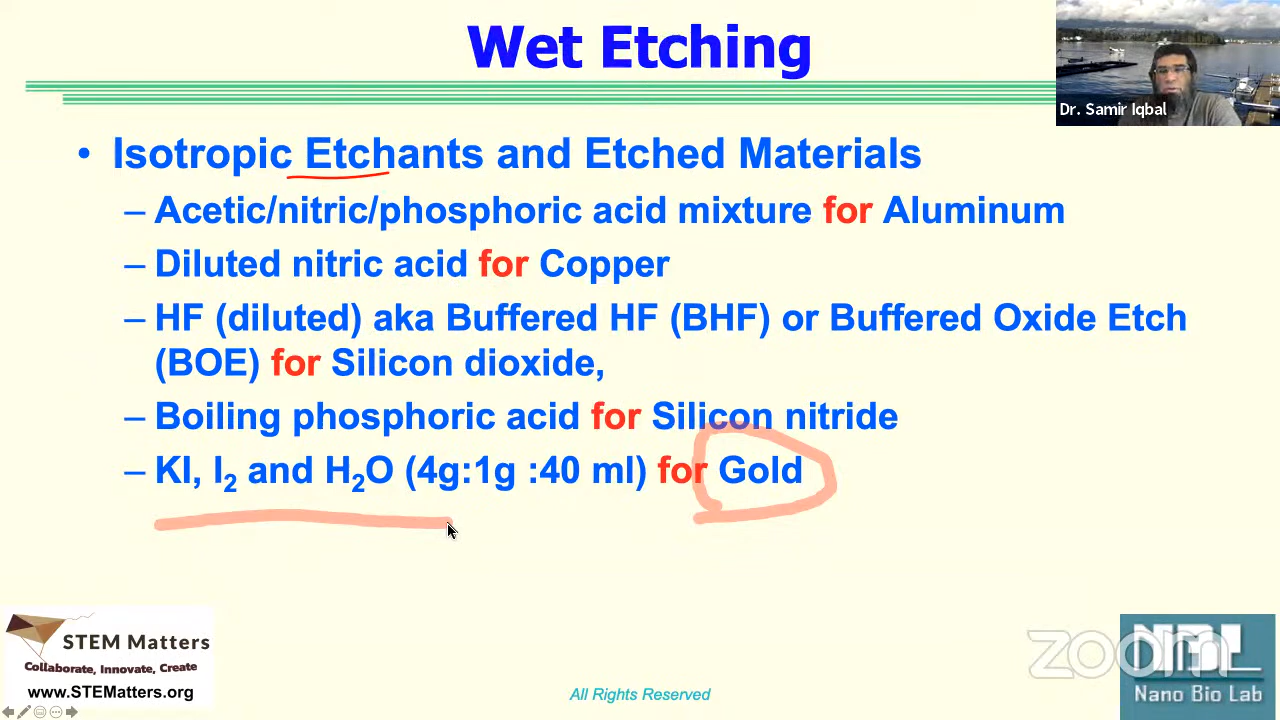 Wet Etching
Dr. Samir Iqbal
• Isotropic Etchants and Etched Materials
– Acetic/nitric/phosphoric acid mixture for Aluminum
– Diluted nitric acid for Copper
– HF (diluted) aka Buffered HF (BHF) or Buffered Oxide Etch
(BOE) for Silicon dioxide,
– Boiling phosphoric acid for Silicon nitride
– KI, I₂ and H₂O (4g:1g :40 ml) for Gold
STEM Matters
Collaborate, Innovate, Create
www.STEMatters.org
All Rights Reserved
zoom
NBL
Nano Bio Lab